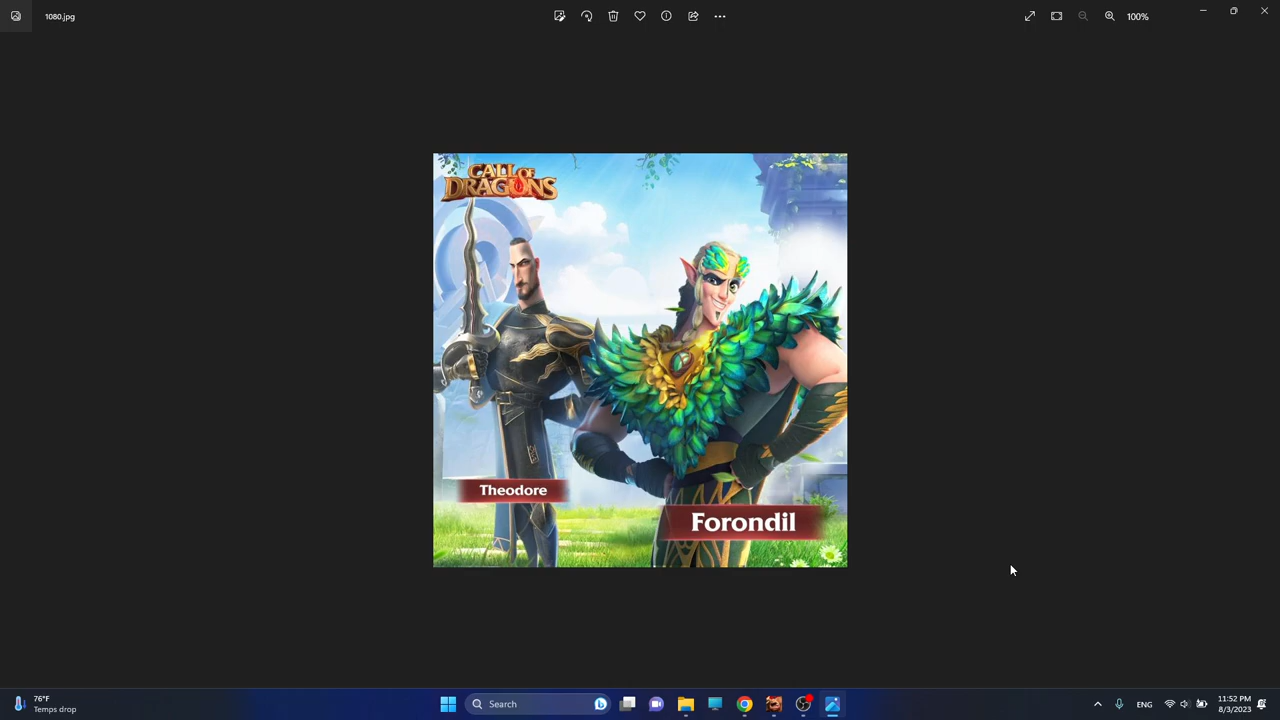 1080.jpg
100%
CALL OF
DRAGONS
Theodore
Forondil
76°F
Temps drop
Search
ENG
11:52 PM
8/3/2023